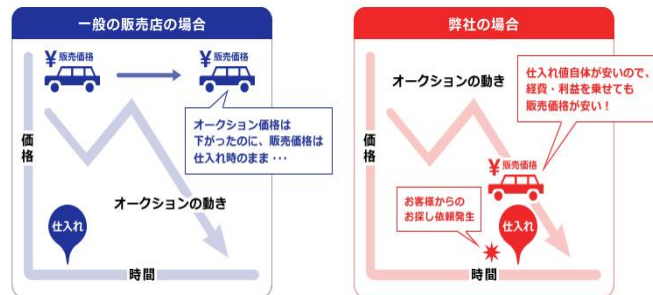 一般の販売店の場合
¥ 販売価格
¥ 販売価格
オークション価格は
下がったのに、販売価格は
仕入れ時のまま・・・
価格
オークションの動き
仕入れ
時間
弊社の場合
オークションの動き
仕入れ値自体が安いので、
経費・利益を乗せても
販売価格が安い！
価格
¥ 販売価格
お客様からの
お探し依頼発生
仕入れ
時間